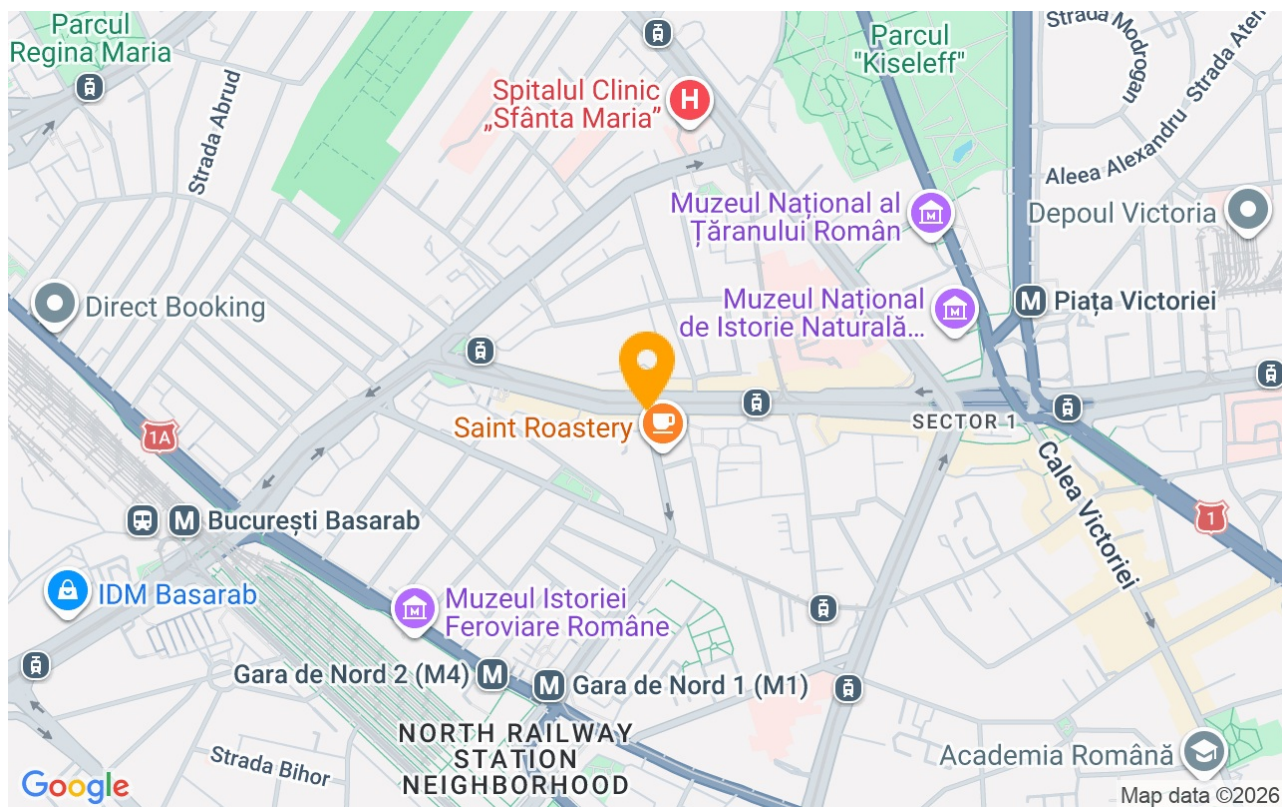 Parcul
Regina Maria
Strada Abrud
Spitalul Clinic
„Sfânta Maria”
H
Parcul
"Kiseleff"
Strada Modrogan
Strada Aten
Aleea Alexandru
Muzeul Național al
Țăranului Român
M
Depoul Victoria
Direct Booking
Muzeul Național
de Istorie Naturală...
M
M Piața Victoriei
Saint Roastery
SECTOR 1
1A
Calea Victoriei
1
M București Basarab
IDM Basarab
M
Muzeul Istoriei
Feroviare Române
Gara de Nord 2 (M4) M
M Gara de Nord 1 (M1)
NORTH RAILWAY
STATION
NEIGHBORHOOD
Strada Bihor
Academia Română
Google
Map data ©2026